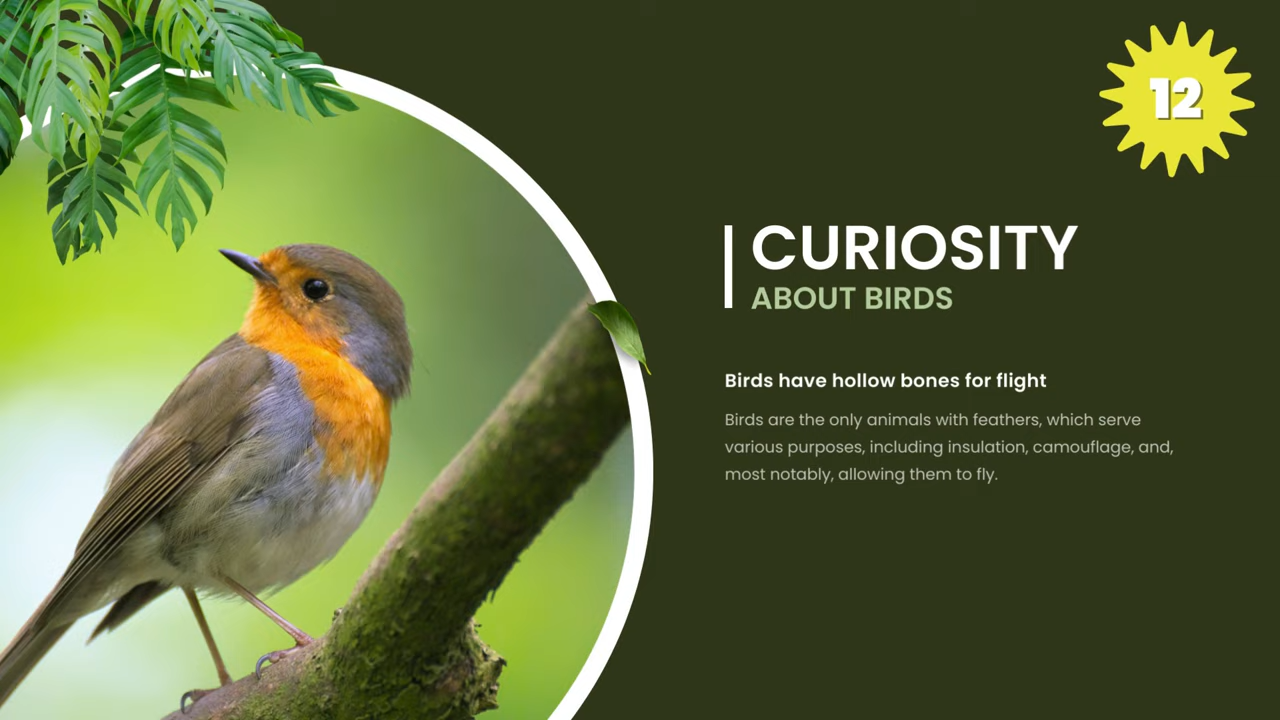 12
CURIOSITY
ABOUT BIRDS
Birds have hollow bones for flight
Birds are the only animals with feathers, which serve
various purposes, including insulation, camouflage, and,
most notably, allowing them to fly.